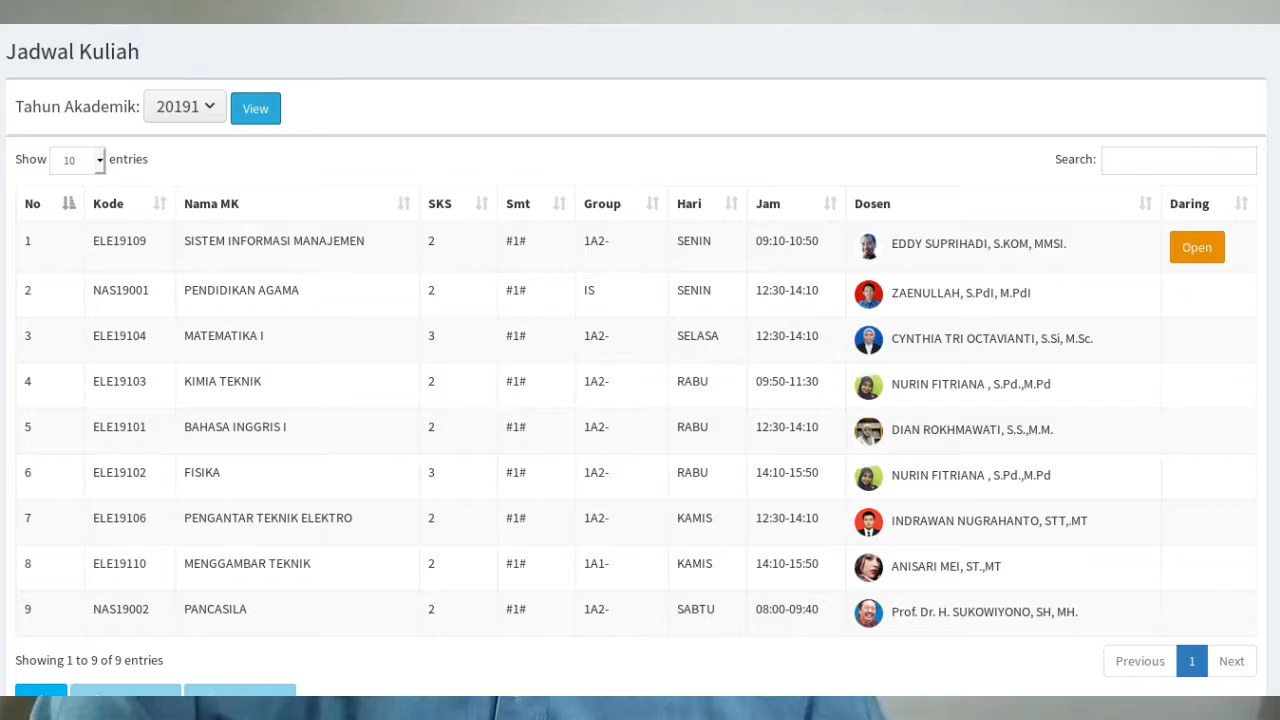 Jadwal Kuliah
Tahun Akademik: 20191 View
Show 10 entries Search:
No Kode Nama MK SKS Smt Group Hari Jam Dosen Daring
1 ELE19109 SISTEM INFORMASI MANAJEMEN 2 #1# 1A2- SENIN 09:10-10:50 EDDY SUPRIHADI, S.KOM, MMSI. Open
2 NAS19001 PENDIDIKAN AGAMA 2 #1# IS SENIN 12:30-14:10 ZAENULLAH, S.PdI, M.PdI
3 ELE19104 MATEMATIKA I 3 #1# 1A2- SELASA 12:30-14:10 CYNTHIA TRI OCTAVIANTI, S.Si, M.Sc.
4 ELE19103 KIMIA TEKNIK 2 #1# 1A2- RABU 09:50-11:30 NURIN FITRIANA , S.Pd.,M.Pd
5 ELE19101 BAHASA INGGRIS I 2 #1# 1A2- RABU 12:30-14:10 DIAN ROKHMAWATI, S.S.,M.M.
6 ELE19102 FISIKA 3 #1# 1A2- RABU 14:10-15:50 NURIN FITRIANA , S.Pd.,M.Pd
7 ELE19106 PENGANTAR TEKNIK ELEKTRO 2 #1# 1A2- KAMIS 12:30-14:10 INDRAWAN NUGRAHANTO, STT,.MT
8 ELE19110 MENGGAMBAR TEKNIK 2 #1# 1A1- KAMIS 14:10-15:50 ANISARI MEI, ST.,MT
9 NAS19002 PANCASILA 2 #1# 1A2- SABTU 08:00-09:40 Prof. Dr. H. SUKOWIYONO, SH, MH.
Showing 1 to 9 of 9 entries Previous 1 Next